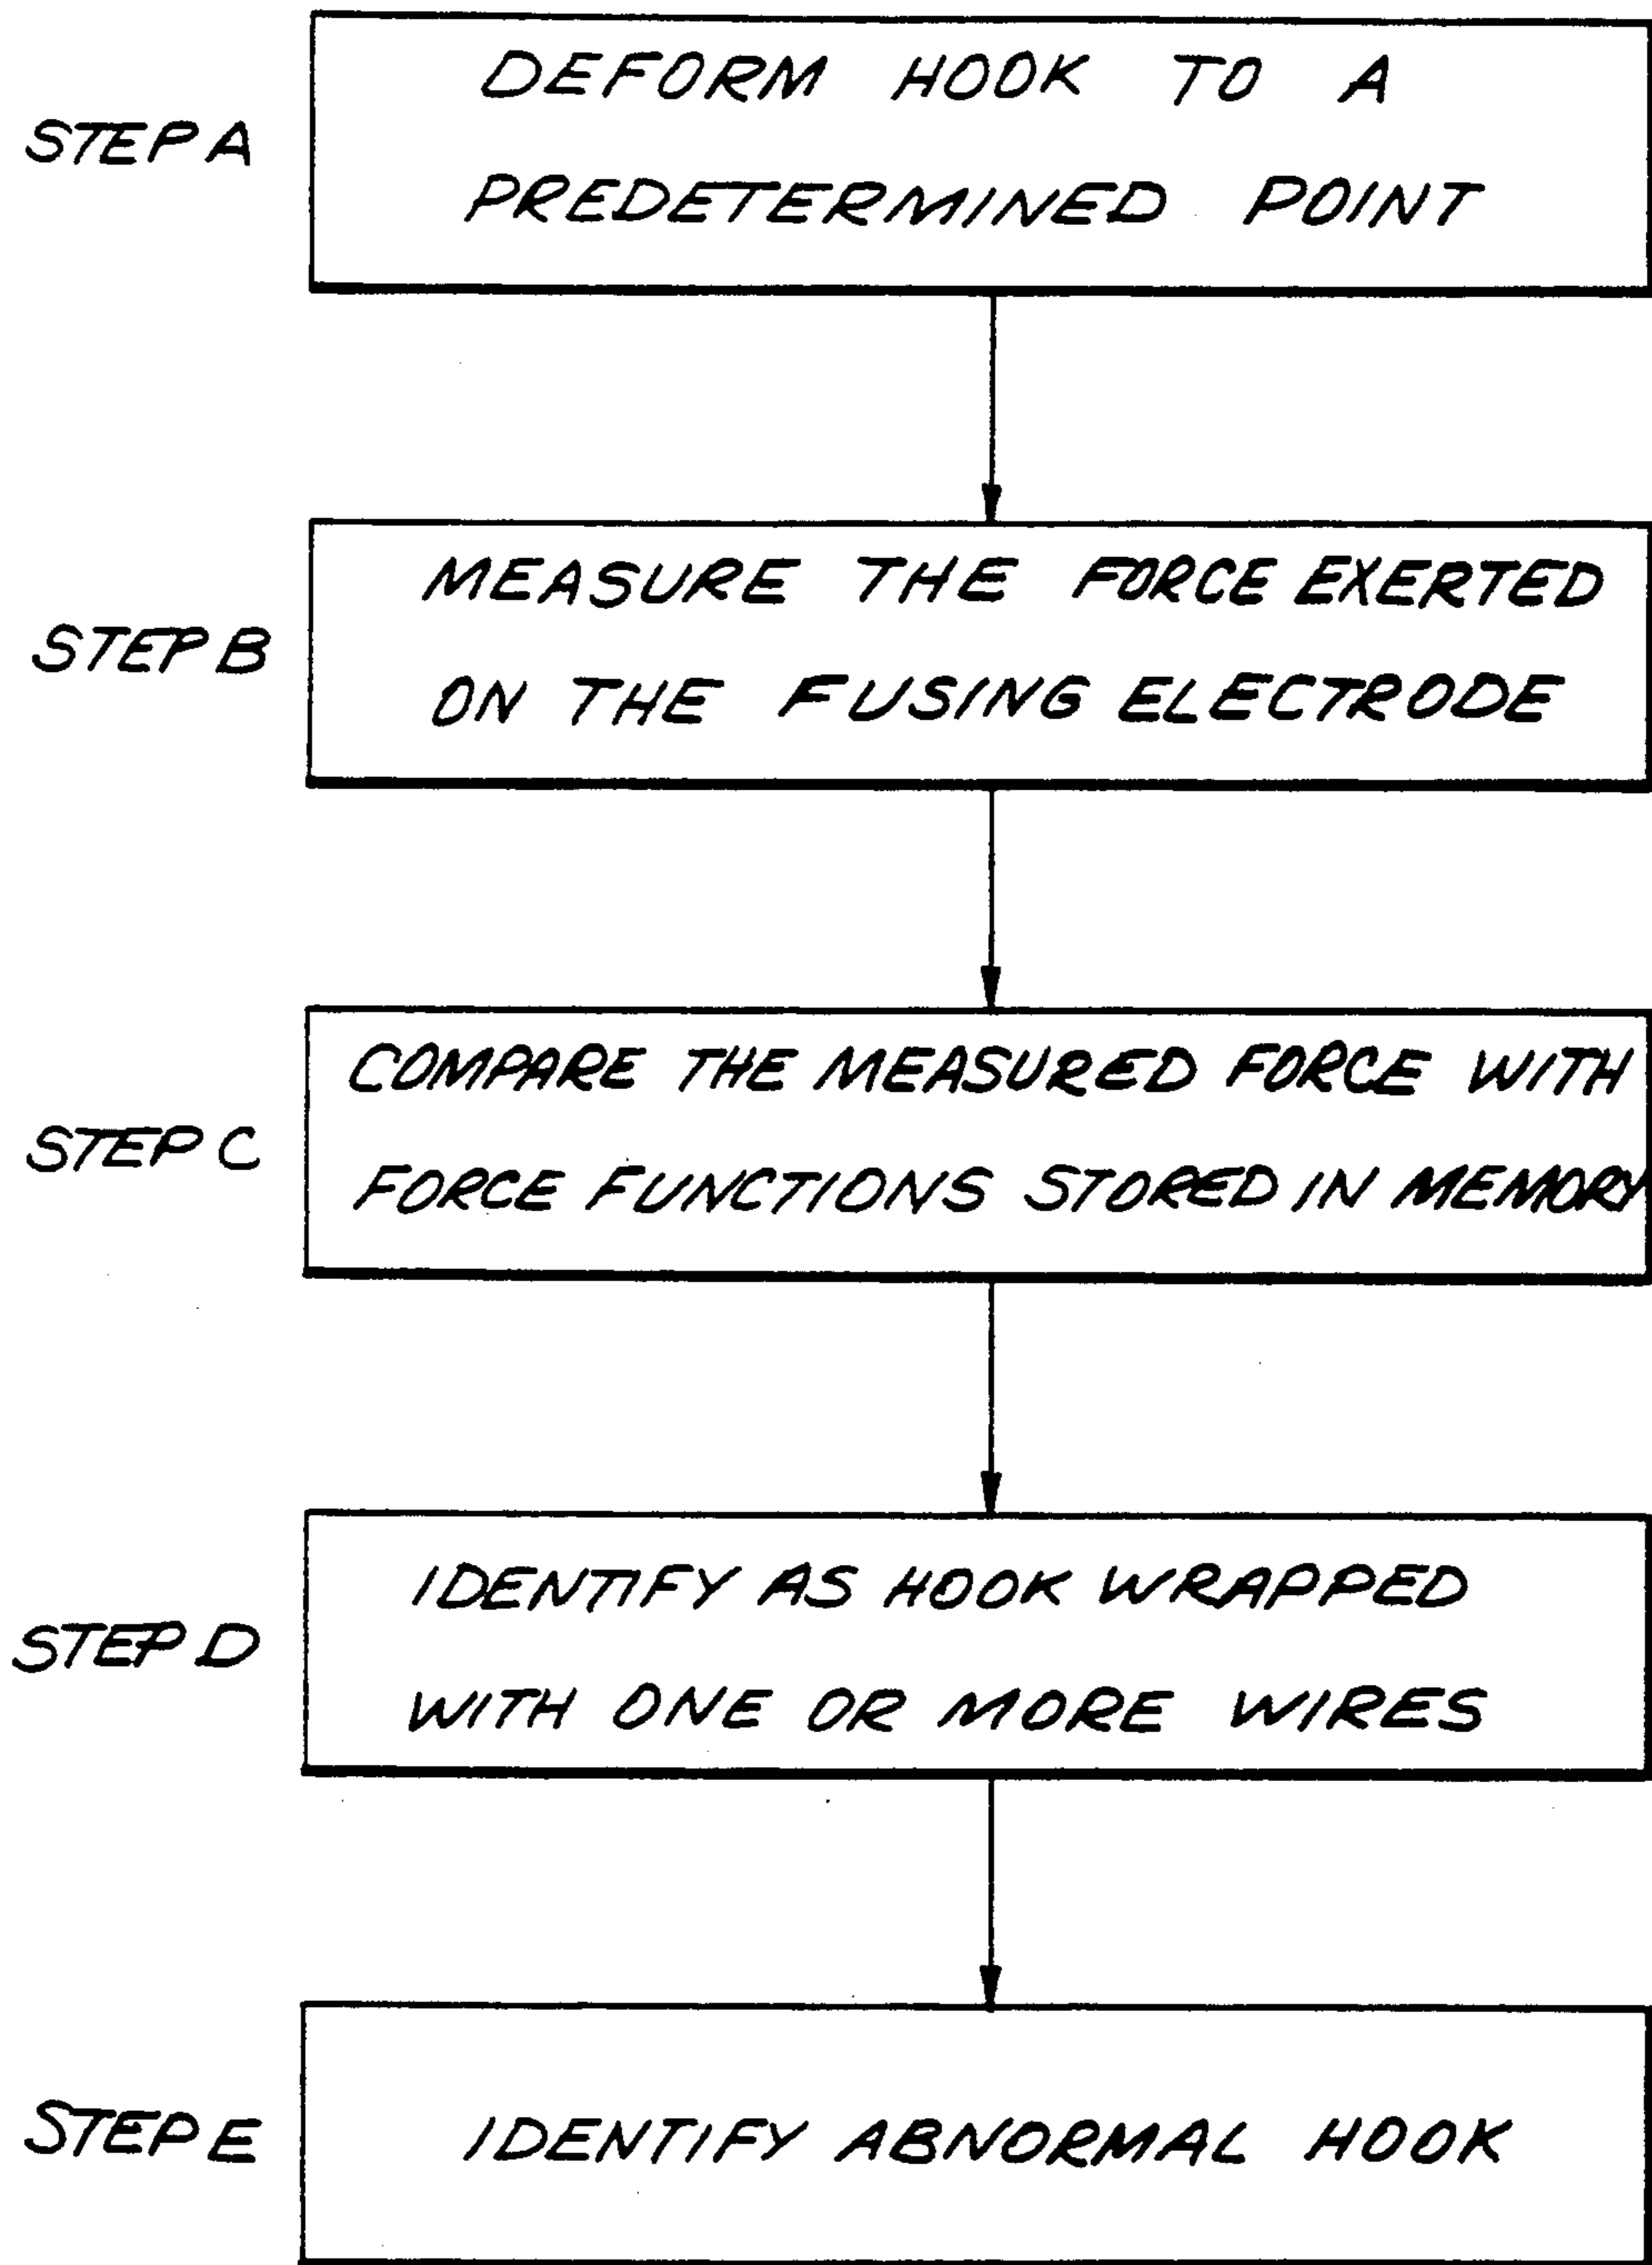 STEP A
DEFORM HOOK TO A
PREDETERMINED POINT
STEP B
MEASURE THE FORCE EXERTED
ON THE FUSING ELECTRODE
STEP C
COMPARE THE MEASURED FORCE WITH
FORCE FUNCTIONS STORED IN MEMORY
STEP D
IDENTIFY AS HOOK WRAPPED
WITH ONE OR MORE WIRES
STEP E
IDENTIFY ABNORMAL HOOK